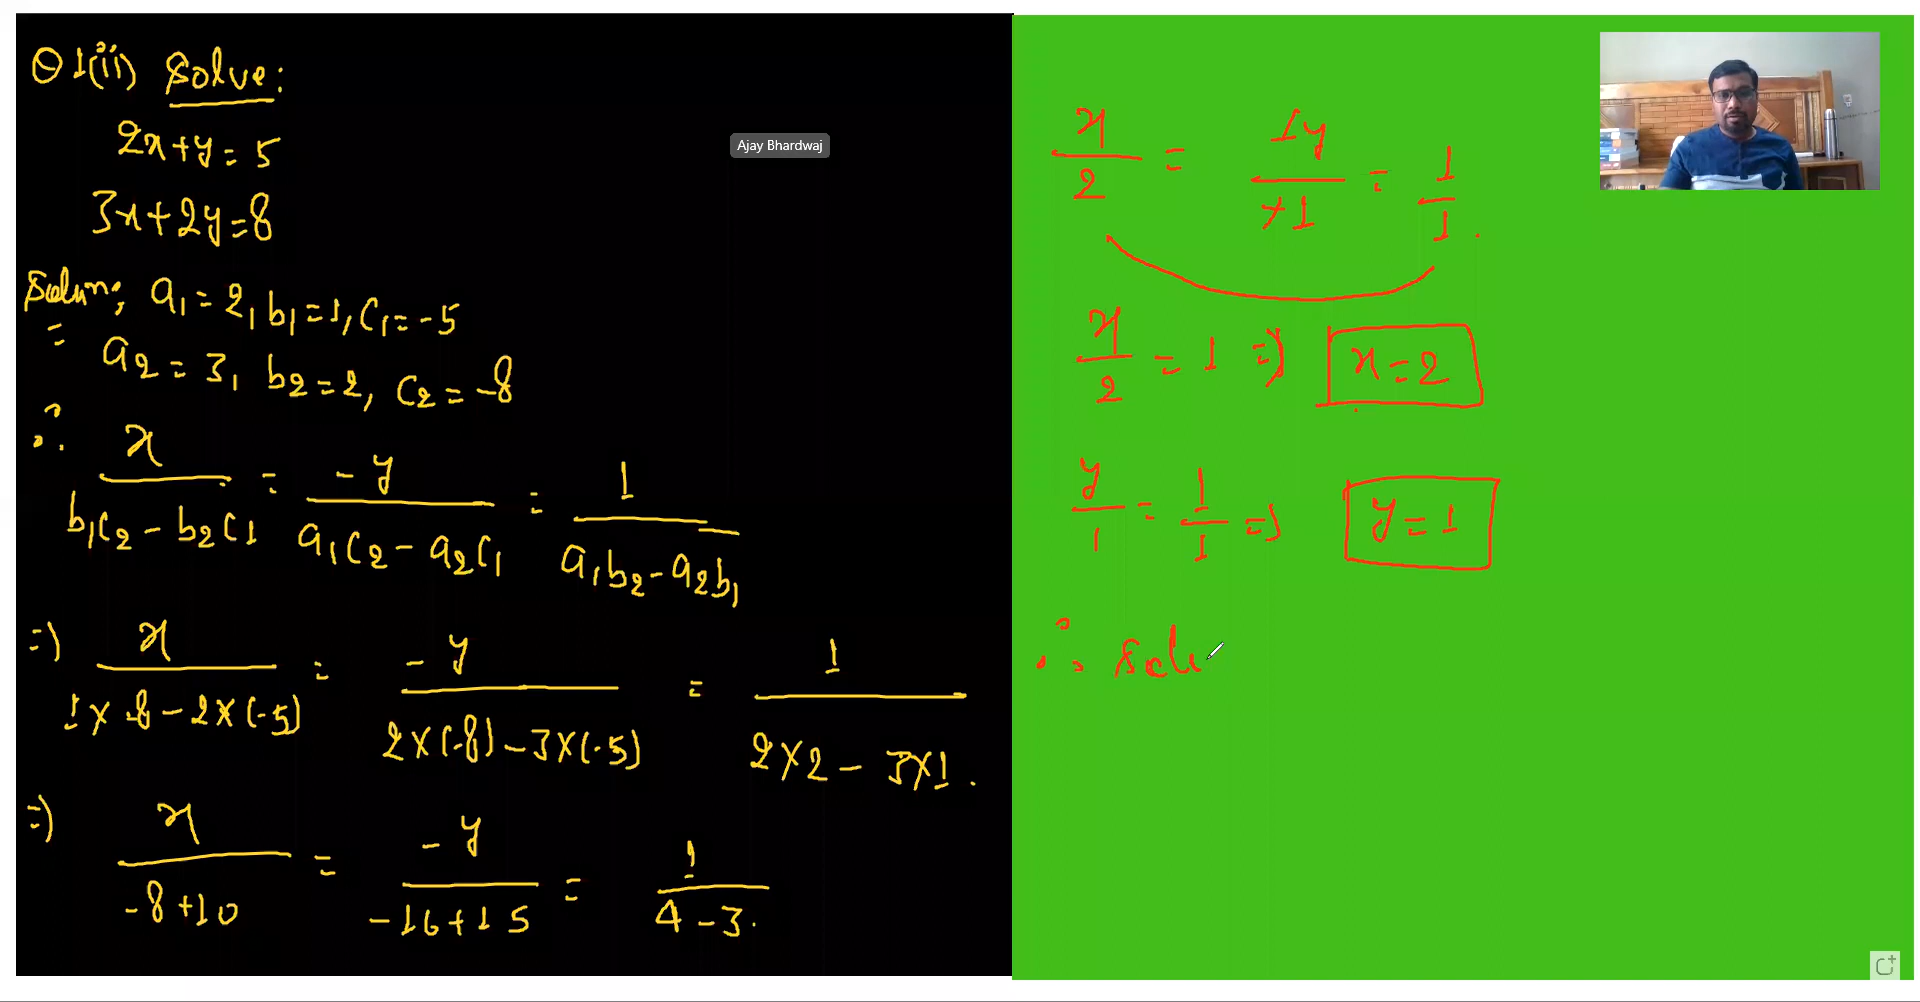 Q 1(ii) Solve:
2x+y=5
3x+2y=8
Soln; a₁=2, b₁=1, c₁=-5
a₂=3, b₂=2, c₂=-8
∴ x/(b₁c₂-b₂c₁) = -y/(a₁c₂-a₂c₁) = 1/(a₁b₂-a₂b₁)
=) x/(1×-8-2×(-5)) = -y/(2×(-8)-3×(-5)) = 1/(2×2-3×1).
=) x/(-8+10) = -y/(-16+15) = 1/(4-3).
Ajay Bhardwaj
x/2 = 1y/+1 = 1/1.
x/2 = 1 =) x=2
y/1 = 1/1 =) y=1
∴ Solu